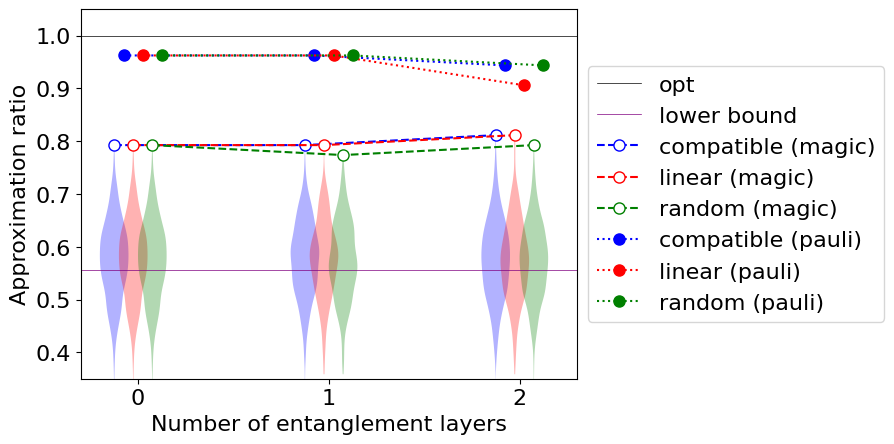 Approximation ratio
1.0
0.9
0.8
0.7
0.6
0.5
0.4
0
1
2
Number of entanglement layers
opt
lower bound
compatible (magic)
linear (magic)
random (magic)
compatible (pauli)
linear (pauli)
random (pauli)